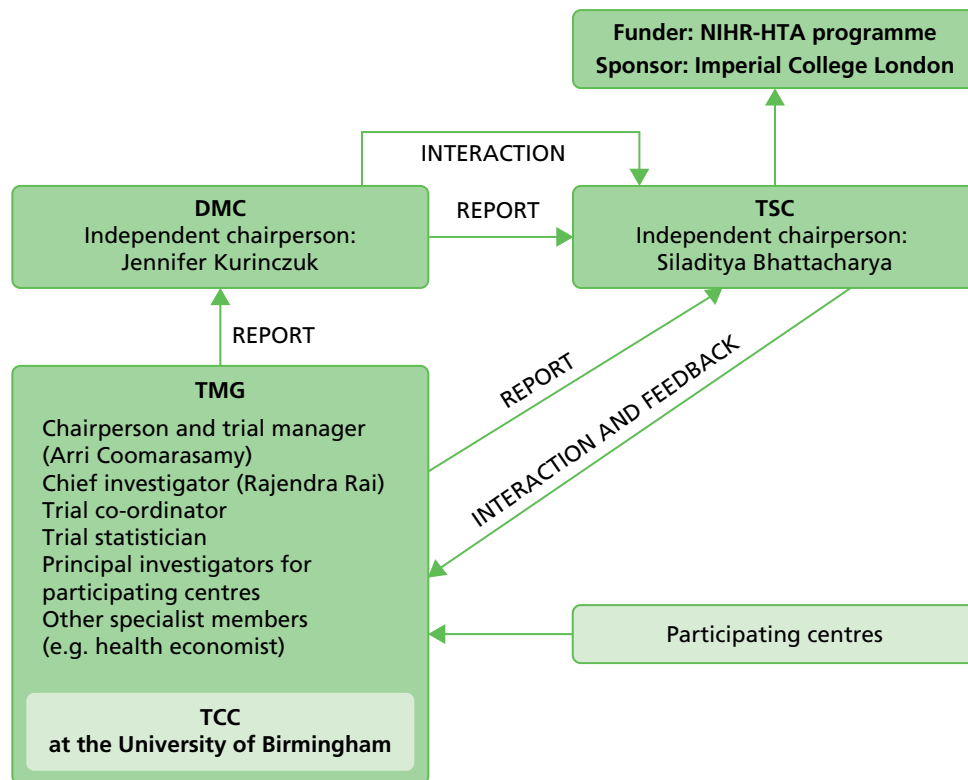 Funder: NIHR-HTA programme
Sponsor: Imperial College London
INTERACTION
DMC
Independent chairperson:
Jennifer Kurinczuk
REPORT
TSC
Independent chairperson:
Siladitya Bhattacharya
REPORT
REPORT
INTERACTION AND FEEDBACK
TMG
Chairperson and trial manager
(Arri Coomarasamy)
Chief investigator (Rajendra Rai)
Trial co-ordinator
Trial statistician
Principal investigators for
participating centres
Other specialist members
(e.g. health economist)
Participating centres
TCC
at the University of Birmingham